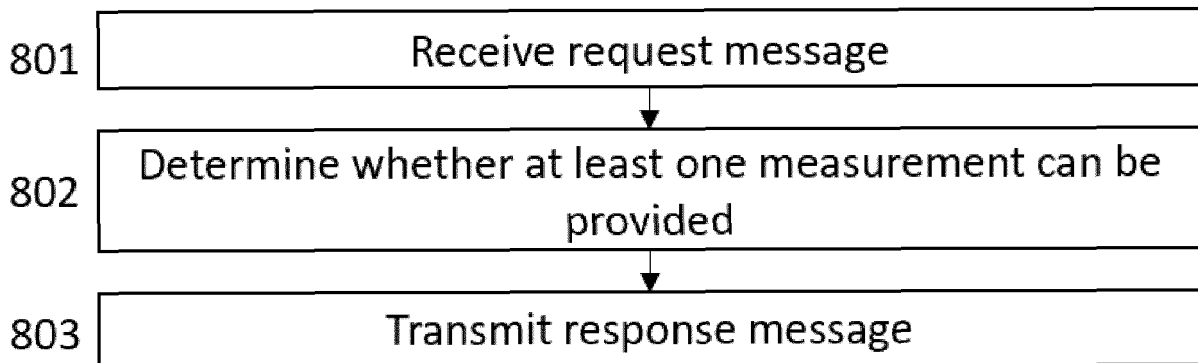 801
Receive request message
802
Determine whether at least one measurement can be
provided
803
Transmit response message